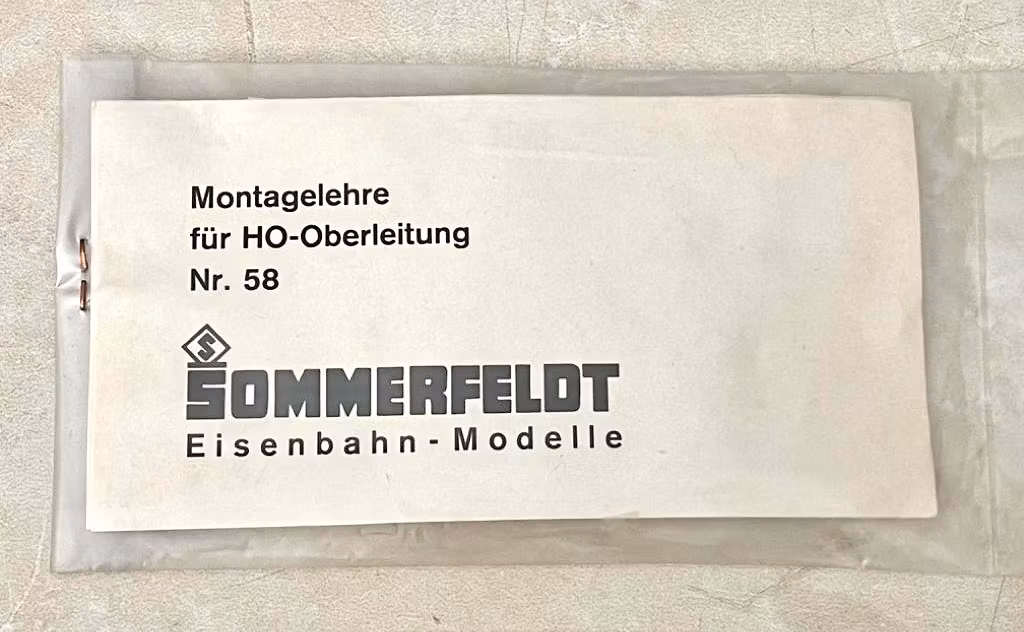 Montagelehre
für HO-Oberleitung
Nr. 58
S
SOMMERFELDT
Eisenbahn-Modelle